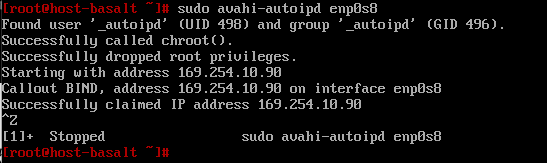 [root@host-basalt ~]# sudo avahi-autoipd enp0s8
Found user '_autoipd' (UID 498) and group '_autoipd' (GID 496).
Successfully called chroot().
Successfully dropped root privileges.
Starting with address 169.254.10.90
Callout BIND, address 169.254.10.90 on interface enp0s8
Successfully claimed IP address 169.254.10.90
^Z
[1]+  Stopped                 sudo avahi-autoipd enp0s8
[root@host-basalt ~]#